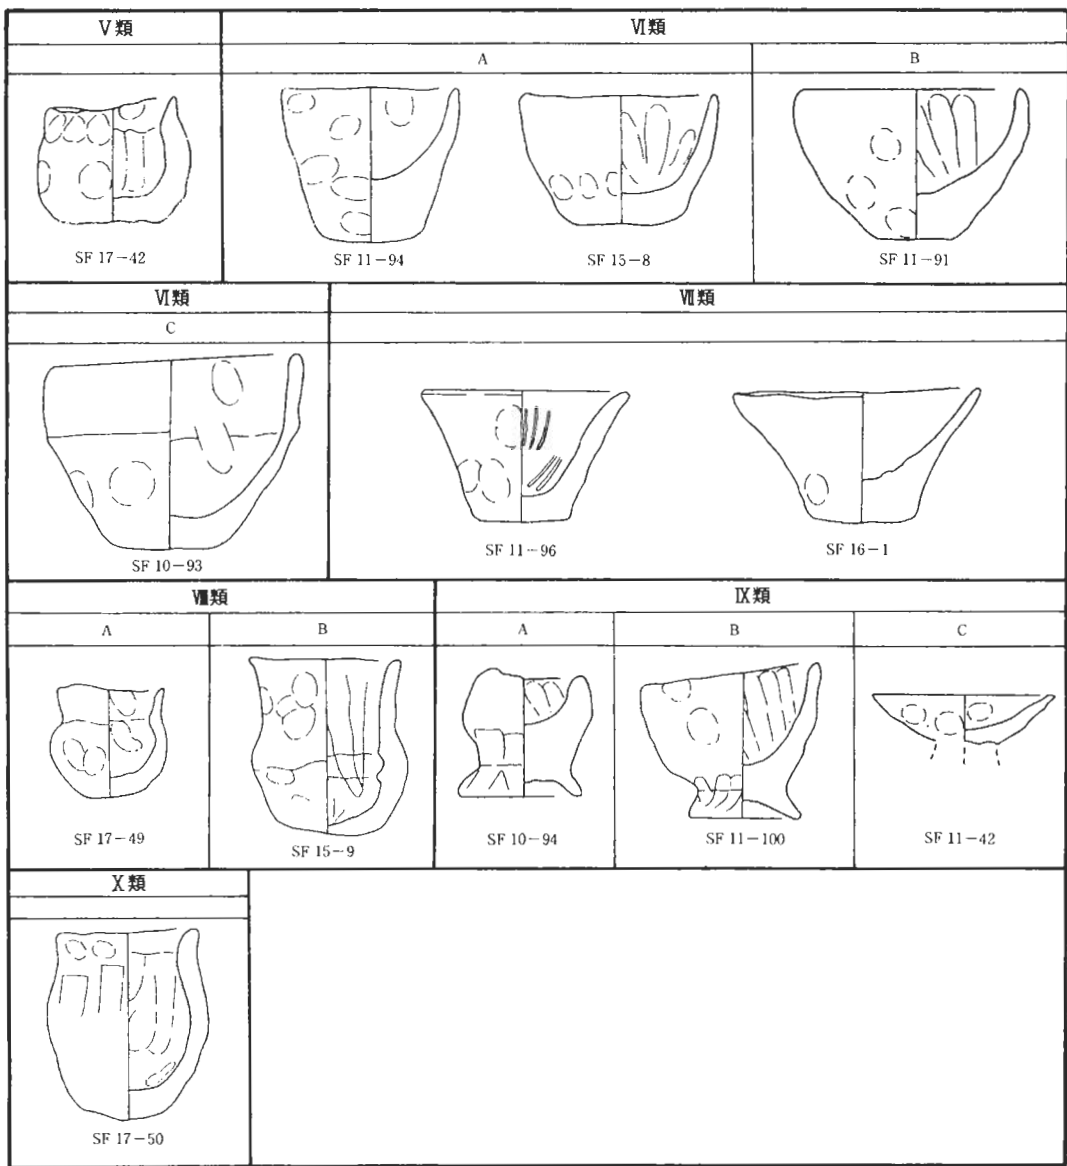 Ⅴ類 Ⅵ類
A B
SF 17-42 SF 11-94 SF 15-8 SF 11-91
Ⅵ類 Ⅶ類
C
SF 10-93 SF 11-96 SF 16-1
Ⅷ類 Ⅸ類
A B A B C
SF 17-49 SF 15-9 SF 10-94 SF 11-100 SF 11-42
Ⅹ類
SF 17-50